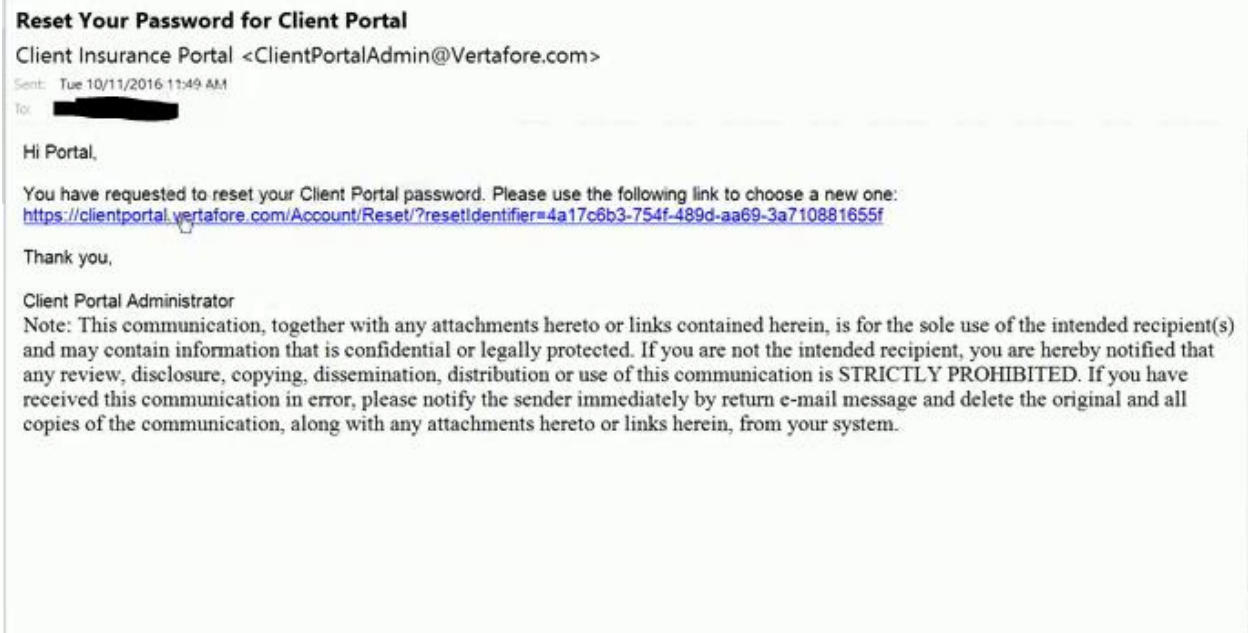 Reset Your Password for Client Portal
Client Insurance Portal <ClientPortalAdmin@Vertafore.com>
Sent: Tue 10/11/2016 11:49 AM
To:
Hi Portal,
You have requested to reset your Client Portal password. Please use the following link to choose a new one:
https://clientportal.vertafore.com/Account/Reset/?resetIdentifier=4a17c6b3-754f-489d-aa69-3a710881655f
Thank you,
Client Portal Administrator
Note: This communication, together with any attachments hereto or links contained herein, is for the sole use of the intended recipient(s)
and may contain information that is confidential or legally protected. If you are not the intended recipient, you are hereby notified that
any review, disclosure, copying, dissemination, distribution or use of this communication is STRICTLY PROHIBITED. If you have
received this communication in error, please notify the sender immediately by return e-mail message and delete the original and all
copies of the communication, along with any attachments hereto or links herein, from your system.